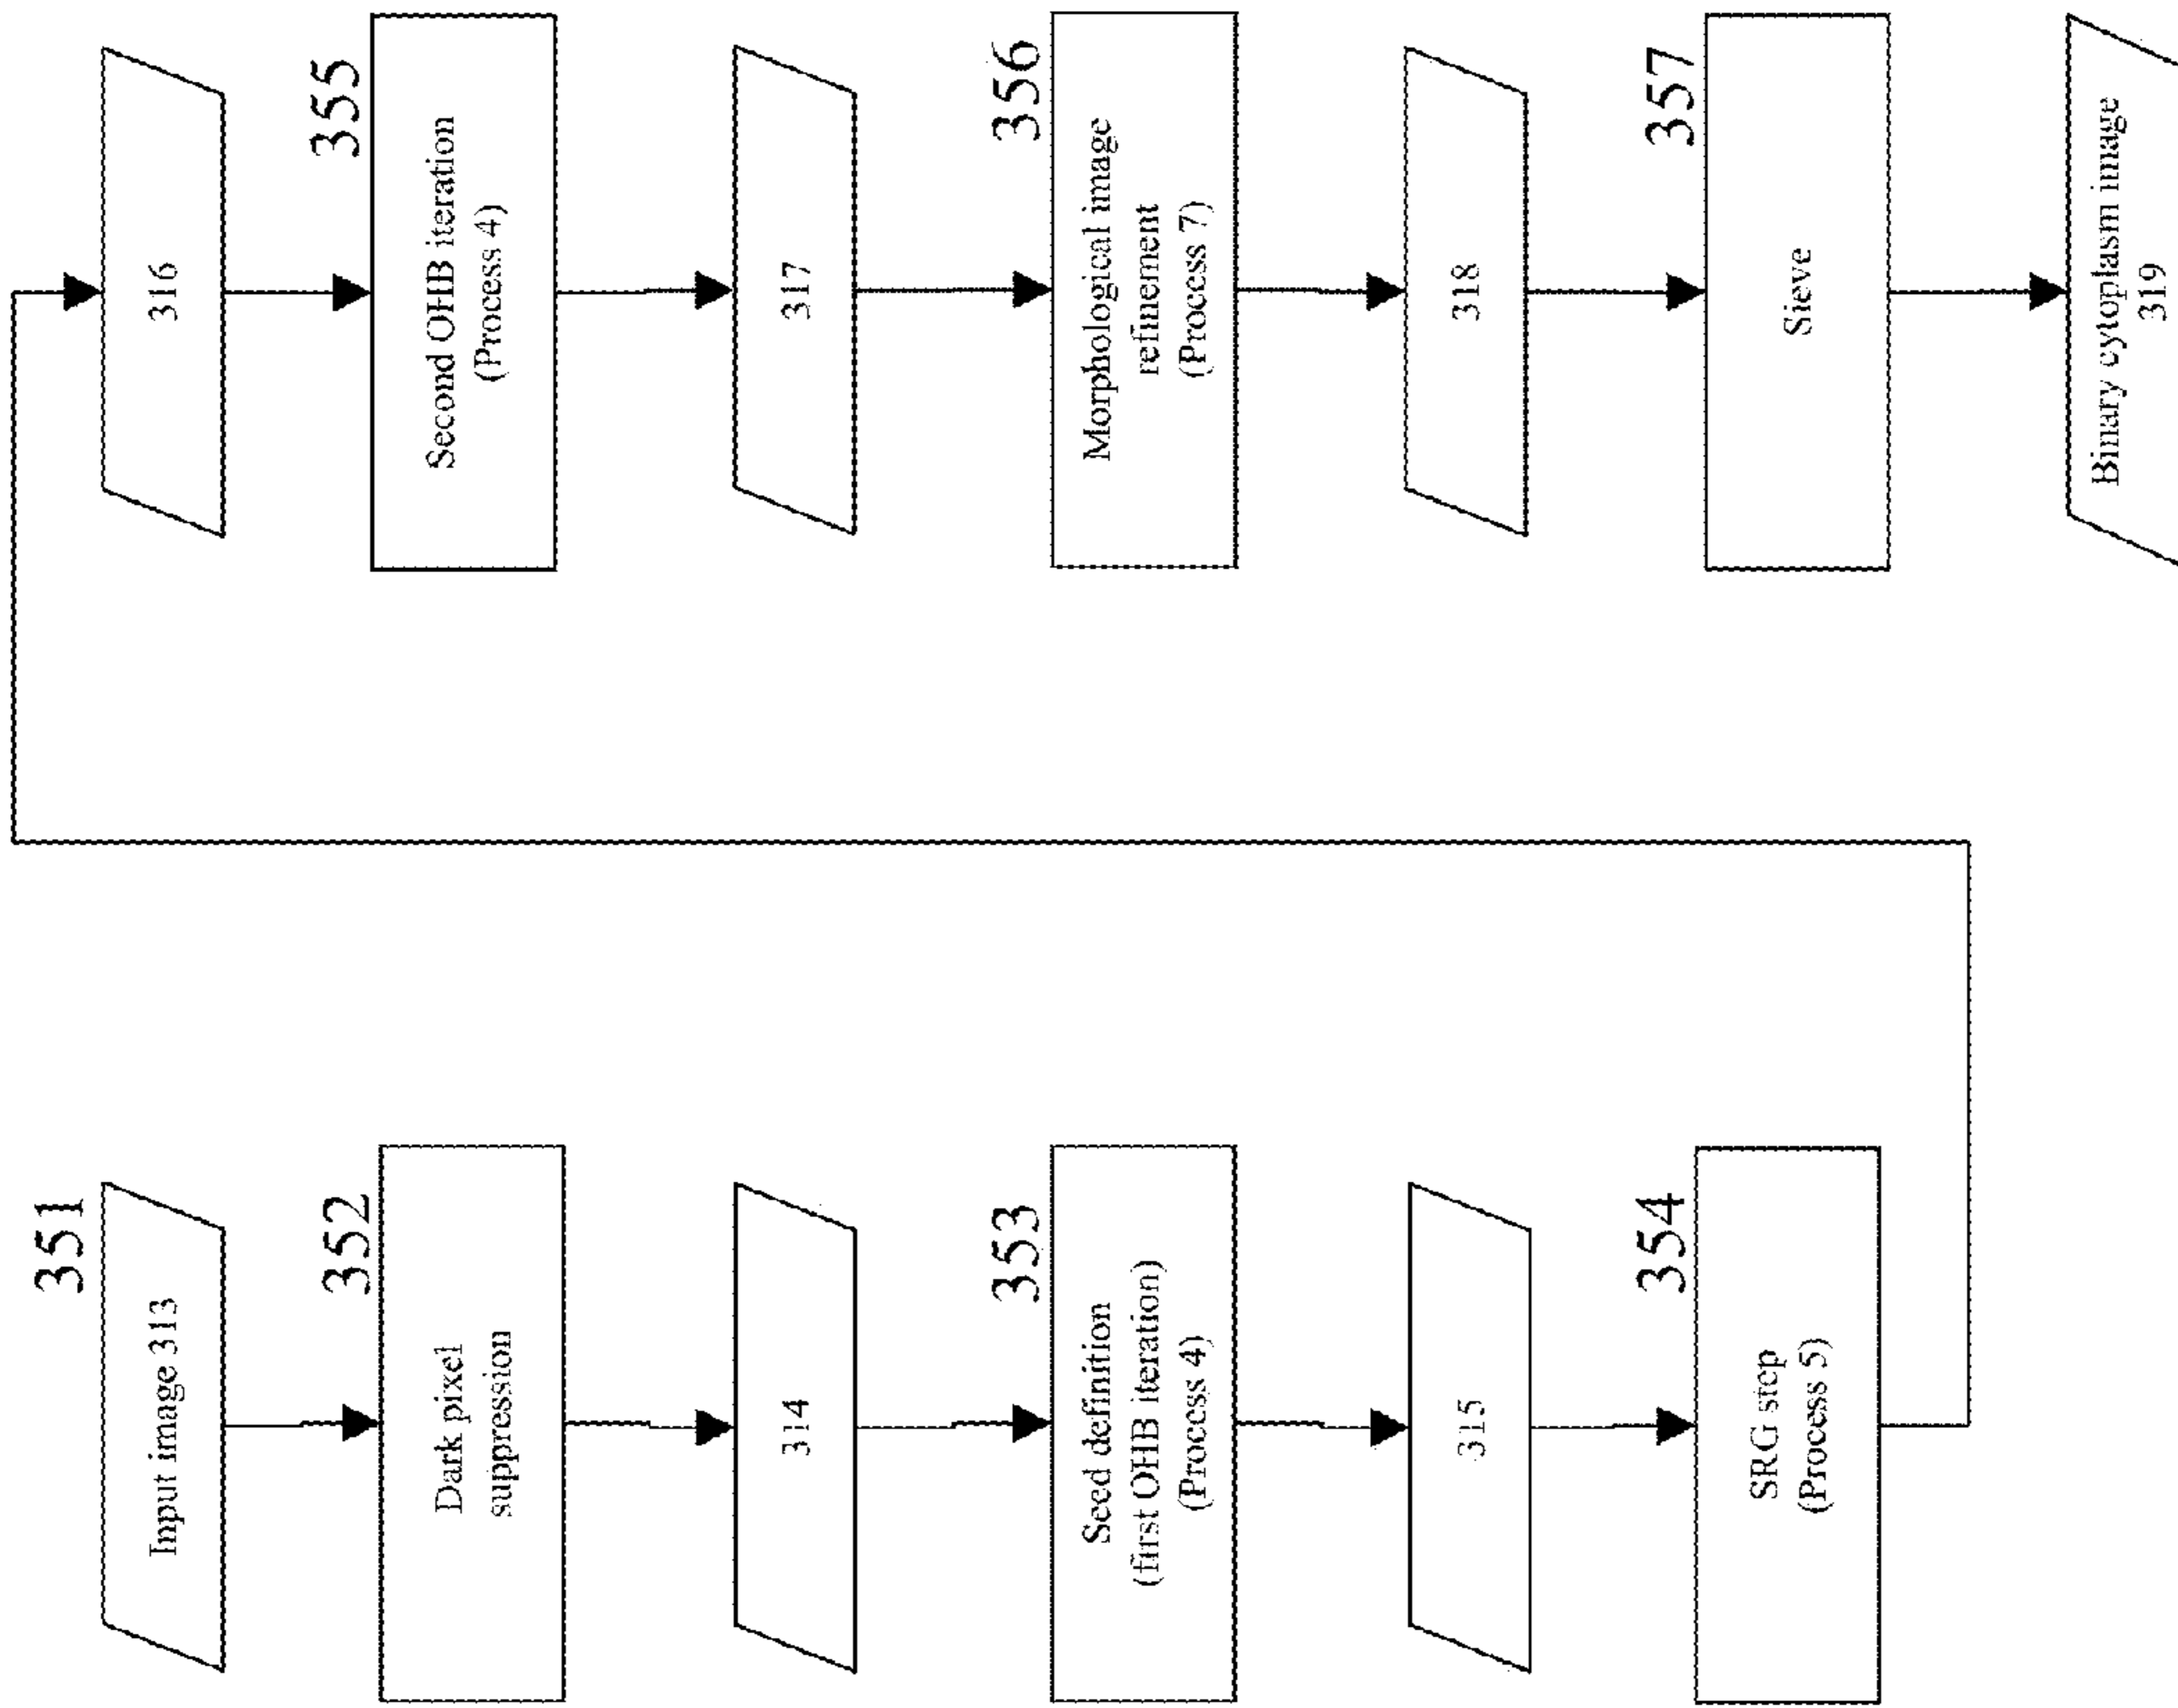 351
Input image 313
352
Dark pixel
suppression
314
353
Seed definition
(first OHB iteration)
(Process 4)
315
354
SRG step
(Process 5)
316
355
Second OHB iteration
(Process 4)
317
356
Morphological image
refinement
(Process 7)
318
357
Sieve
Binary cytoplasm image
319